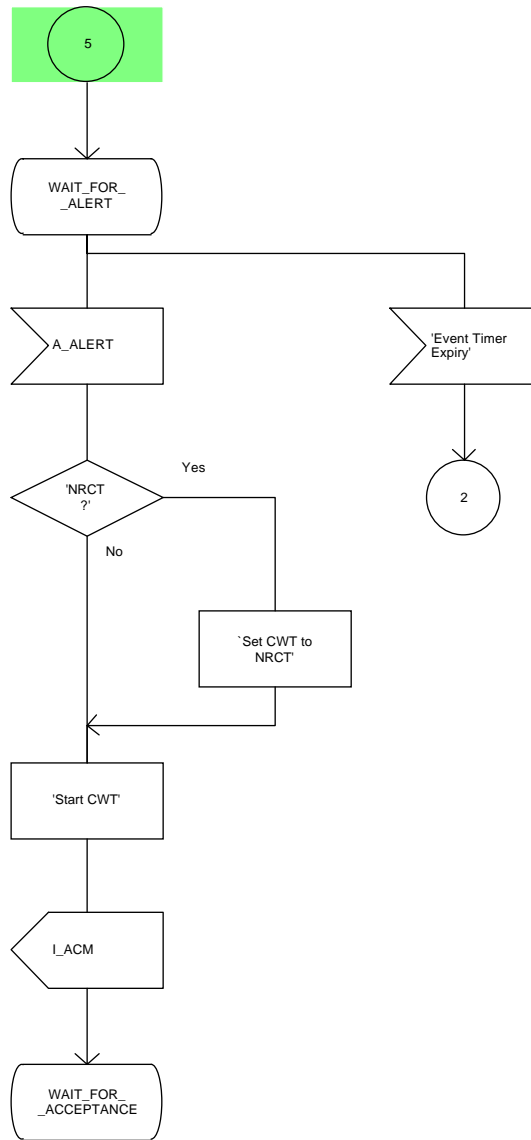 5
WAIT_FOR_
_ALERT
A_ALERT
'Event Timer
Expiry'
'NRCT
?'
Yes
2
No
`Set CWT to
NRCT'
'Start CWT'
I_ACM
WAIT_FOR_
_ACCEPTANCE